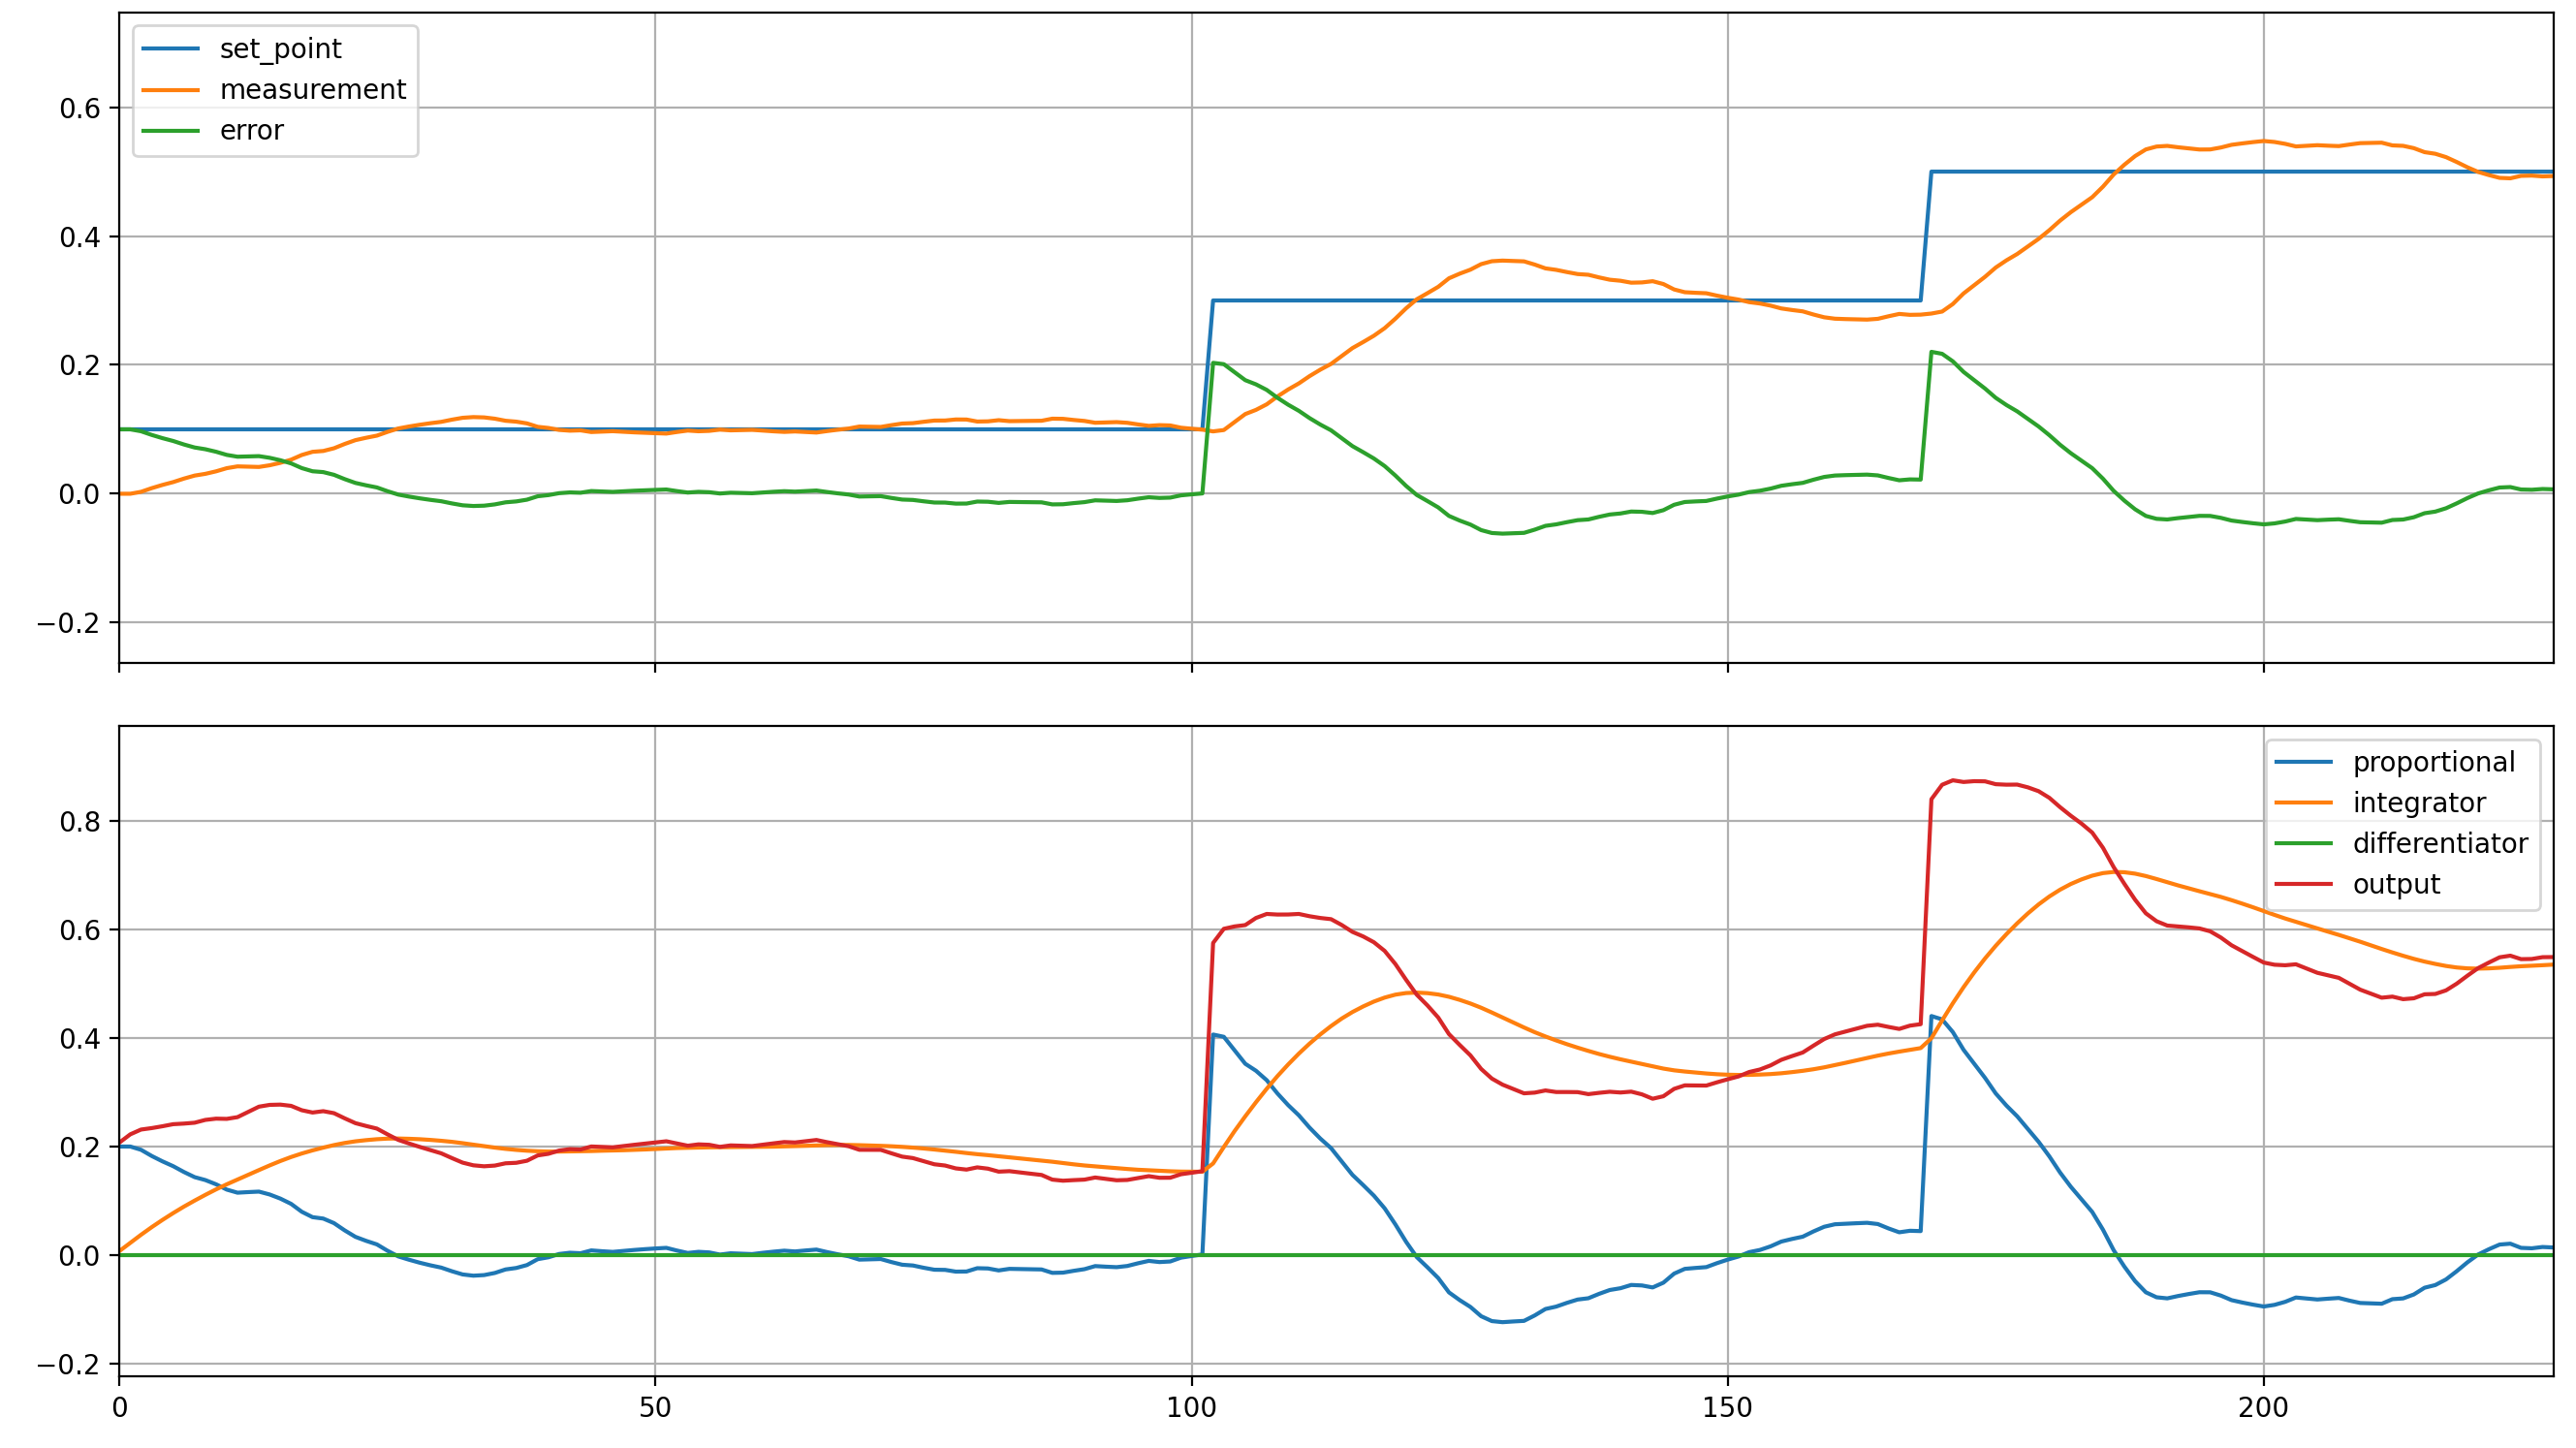 set_point
measurement
error
0.6
0.4
0.2
0.0
−0.2
proportional
integrator
differentiator
output
0.8
0.6
0.4
0.2
0.0
−0.2
0 50 100 150 200